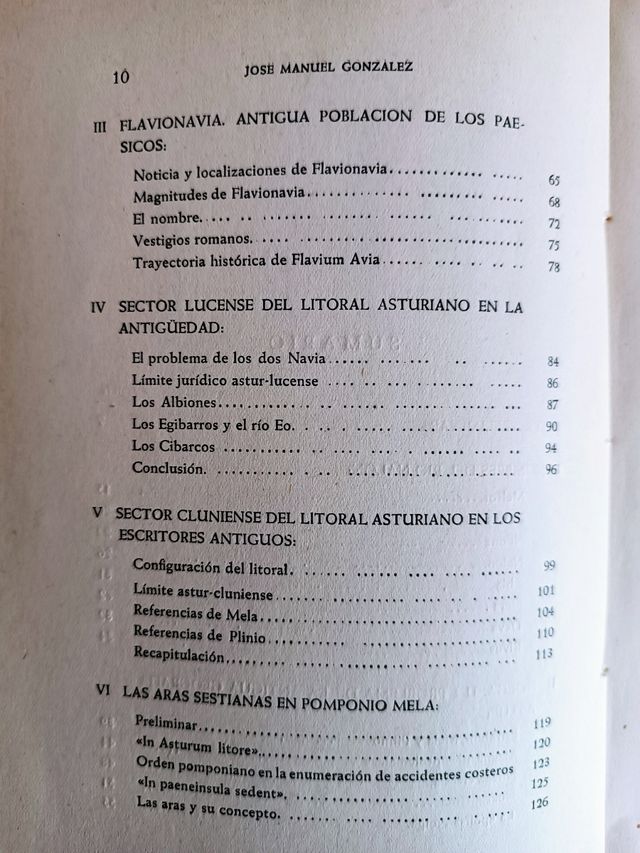 10 JOSE MANUEL GONZALEZ
III FLAVIONAVIA. ANTIGUA POBLACION DE LOS PAE-
SICOS:
Noticia y localizaciones de Flavionavia 65
Magnitudes de Flavionavia 68
El nombre. 72
Vestigios romanos. 75
Trayectoria histórica de Flavium Avia 78
IV SECTOR LUCENSE DEL LITORAL ASTURIANO EN LA
ANTIGÜEDAD:
El problema de los dos Navia 84
Límite jurídico astur-lucense 86
Los Albiones 87
Los Egibarros y el río Eo. 90
Los Cibarcos 94
Conclusión. 96
V SECTOR CLUNIENSE DEL LITORAL ASTURIANO EN LOS
ESCRITORES ANTIGUOS:
Configuración del litoral. 99
Límite astur-cluniense 101
Referencias de Mela 104
Referencias de Plinio 110
Recapitulación 113
VI LAS ARAS SESTIANAS EN POMPONIO MELA:
Preliminar 119
«In Asturum litore» 120
Orden pomponiano en la enumeración de accidentes costeros 123
«In paeneinsula sedent». 125
Las aras y su concepto. 126